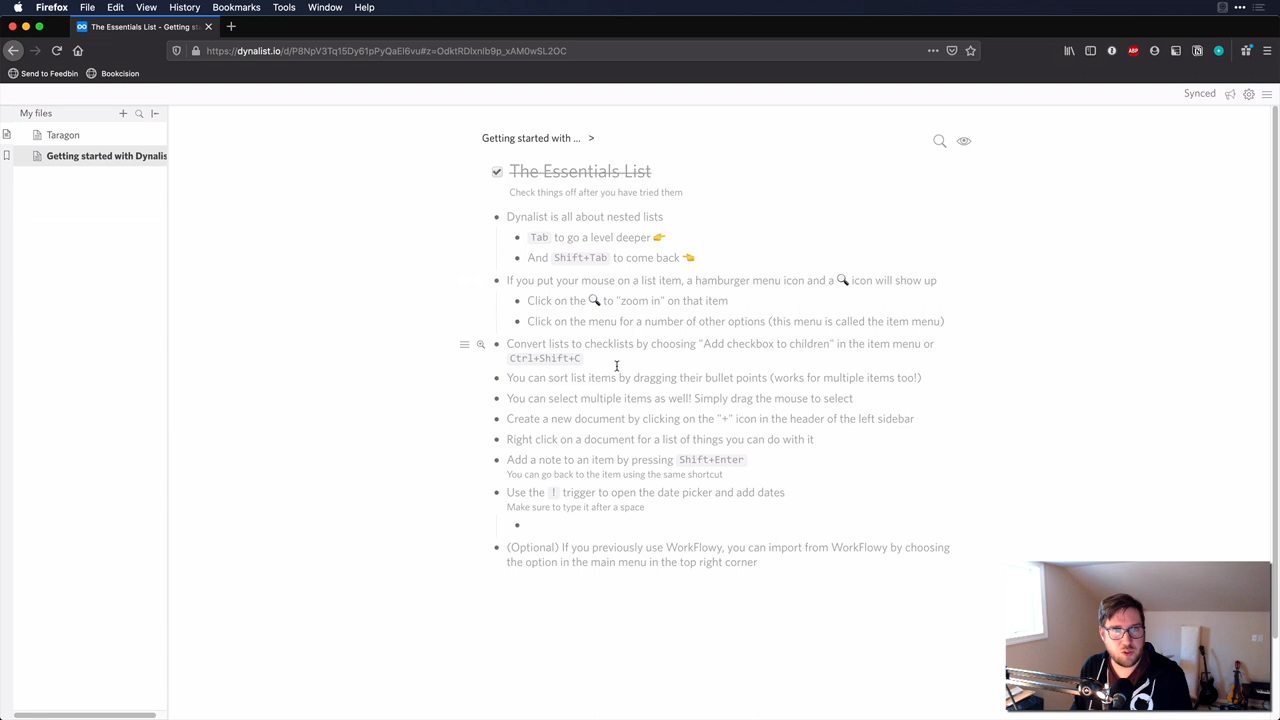 Firefox File Edit View History Bookmarks Tools Window Help
The Essentials List – Getting st
https://dynalist.io/d/P8NpV3Tq15Dy61pPyQaEl6vu#z=OdktRDlxnlb9p_xAM0wSL2OC
ABP
Send to Feedbin Bookcision
Synced
My files
Taragon
Getting started with Dynalis
Getting started with ... >
The Essentials List
Check things off after you have tried them
Dynalist is all about nested lists
Tab to go a level deeper 👉
And Shift+Tab to come back 👈
If you put your mouse on a list item, a hamburger menu icon and a 🔍 icon will show up
Click on the 🔍 to "zoom in" on that item
Click on the menu for a number of other options (this menu is called the item menu)
Convert lists to checklists by choosing "Add checkbox to children" in the item menu or
Ctrl+Shift+C
You can sort list items by dragging their bullet points (works for multiple items too!)
You can select multiple items as well! Simply drag the mouse to select
Create a new document by clicking on the "+" icon in the header of the left sidebar
Right click on a document for a list of things you can do with it
Add a note to an item by pressing Shift+Enter
You can go back to the item using the same shortcut
Use the ! trigger to open the date picker and add dates
Make sure to type it after a space
(Optional) If you previously use WorkFlowy, you can import from WorkFlowy by choosing
the option in the main menu in the top right corner